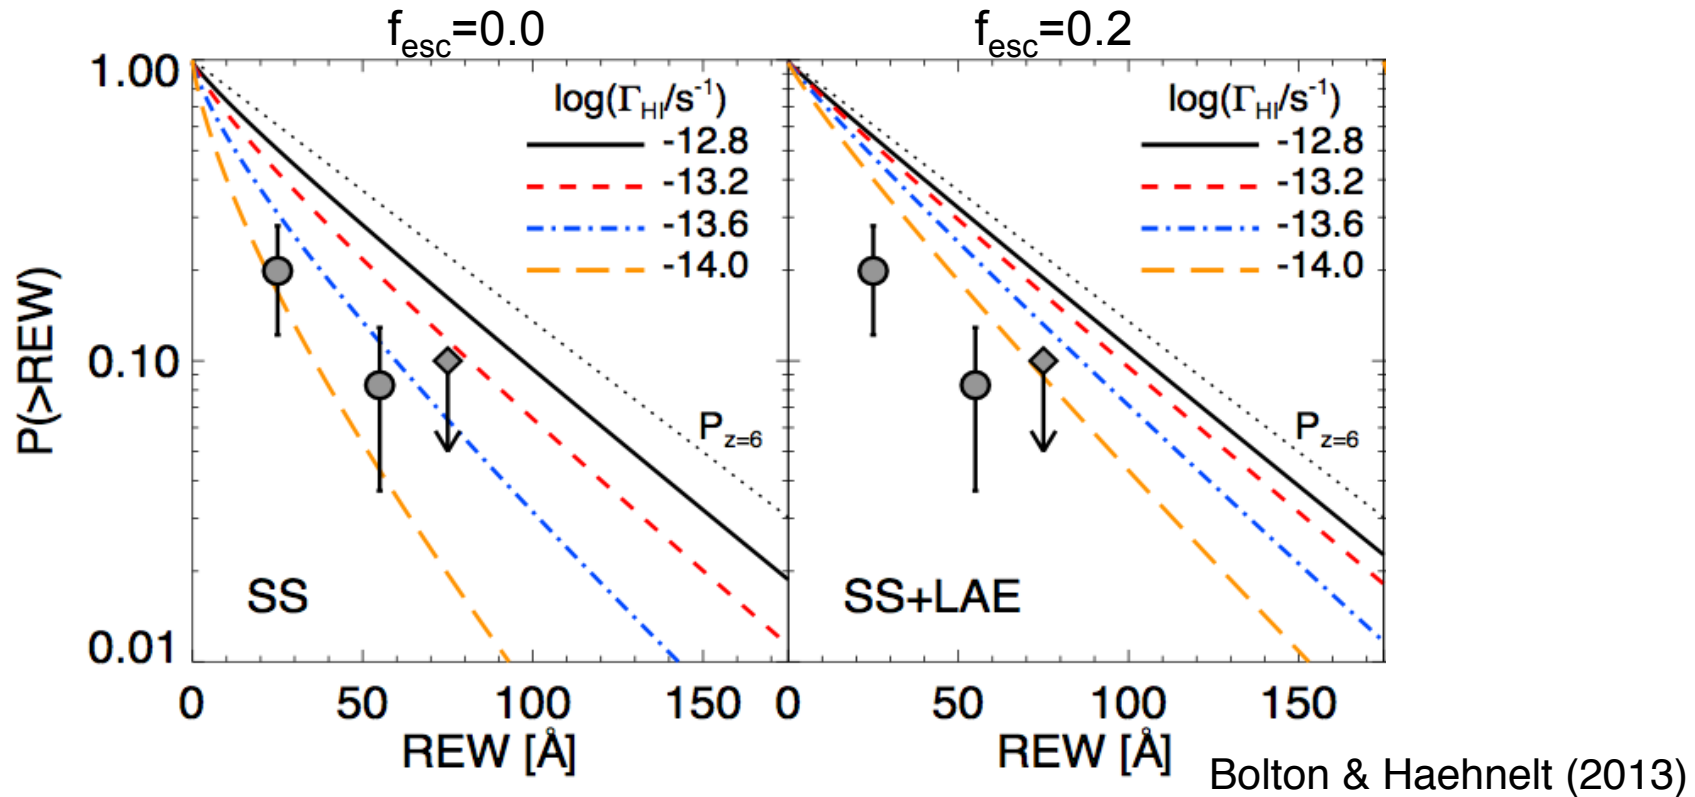 f_esc=0.0
f_esc=0.2
P(>REW)
1.00
0.10
0.01
log(Γ_HI/s⁻¹)
-12.8
-13.2
-13.6
-14.0
P_z=6
SS
0 50 100 150
REW [Å]
log(Γ_HI/s⁻¹)
-12.8
-13.2
-13.6
-14.0
P_z=6
SS+LAE
0 50 100 150
REW [Å]
Bolton & Haehnelt (2013)